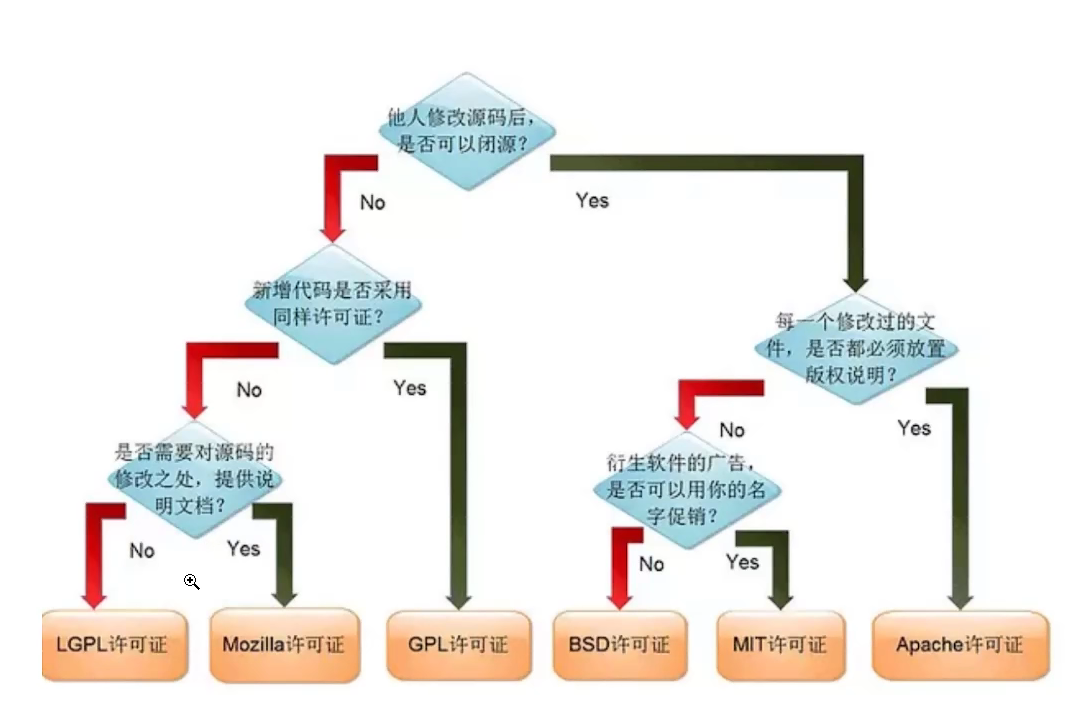 他人修改源码后，
是否可以闭源？
No
Yes
新增代码是否采用
同样许可证？
每一个修改过的文
件，是否都必须放置
版权说明？
No
Yes
No
Yes
是否需要对源码的
修改之处，提供说
明文档？
衍生软件的广告，
是否可以用你的名
字促销？
No
Yes
No
Yes
LGPL许可证
Mozilla许可证
GPL许可证
BSD许可证
MIT许可证
Apache许可证